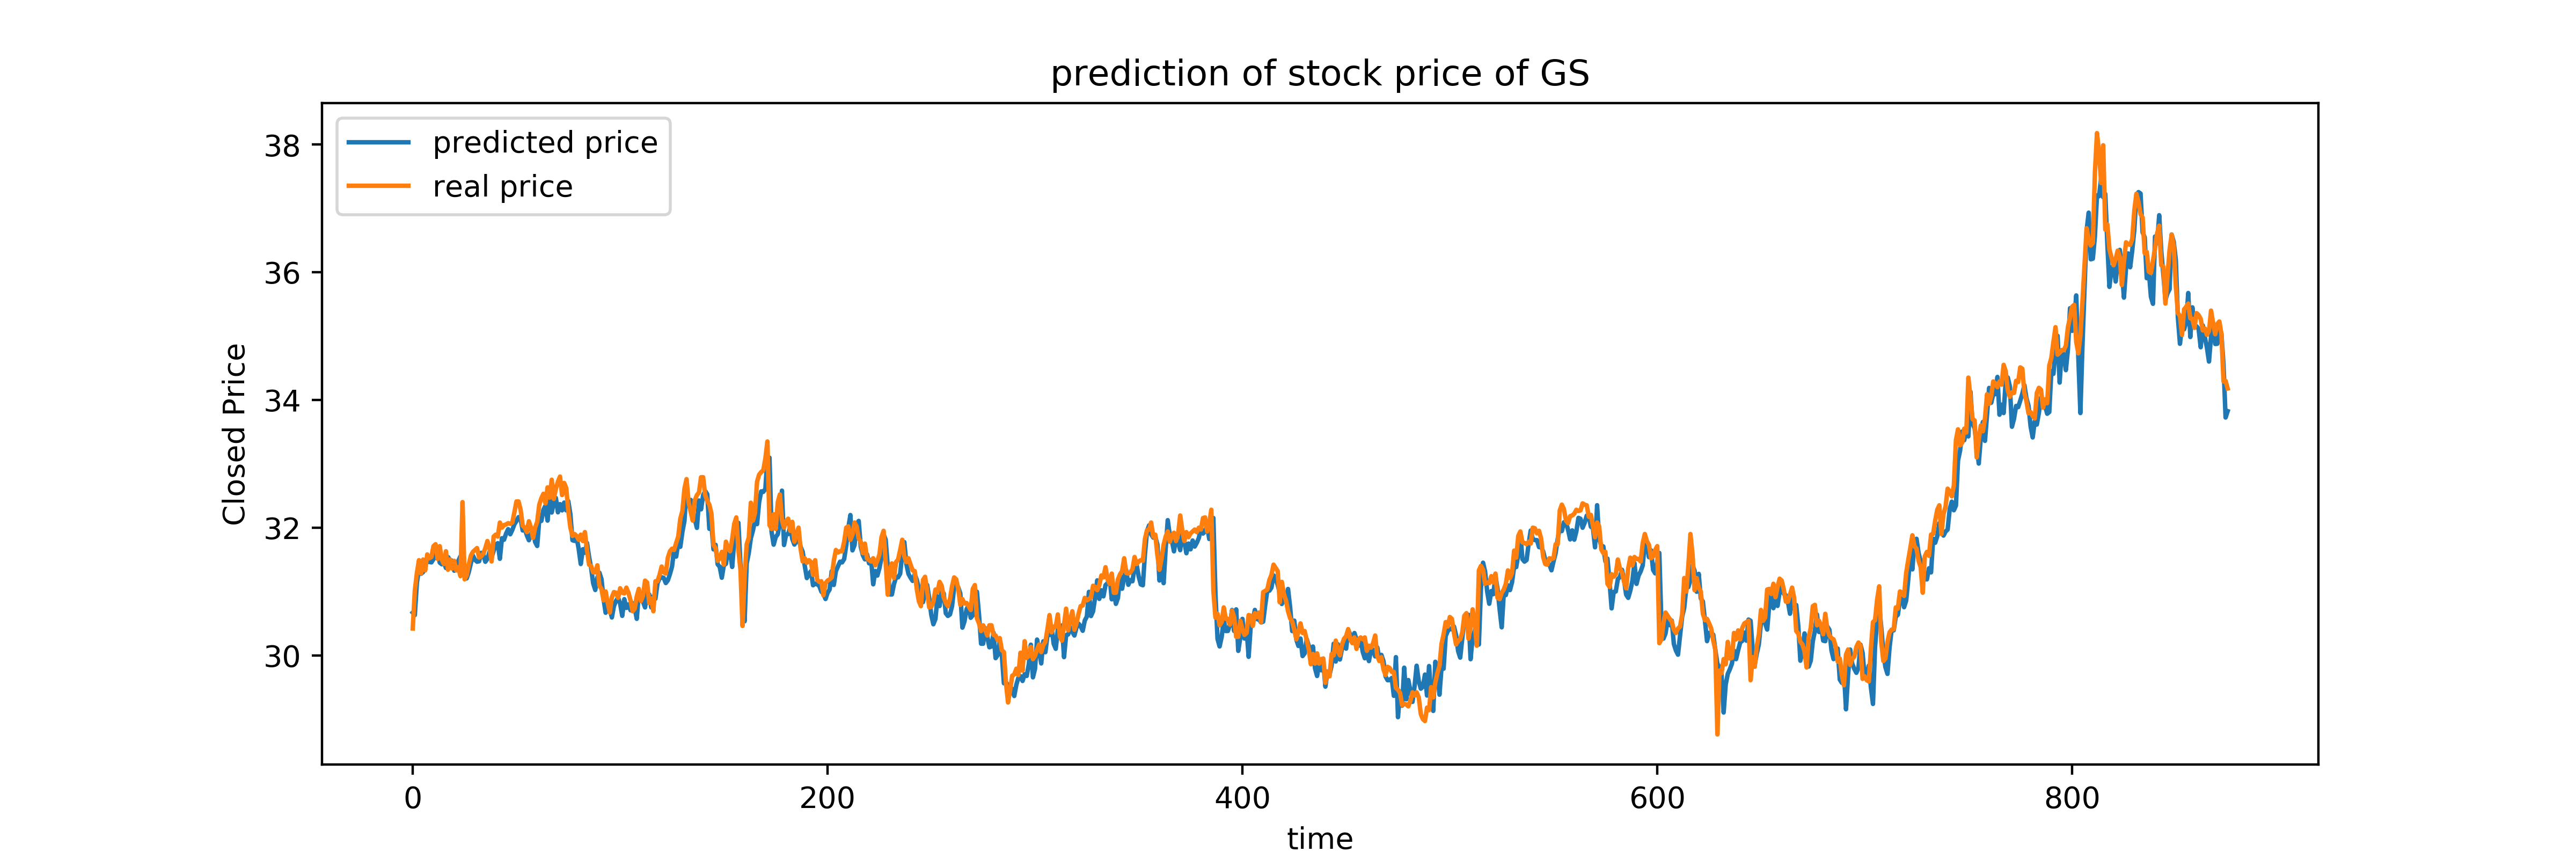 prediction of stock price of GS
predicted price
real price
38
36
34
32
30
Closed Price
0 200 400 600 800
time